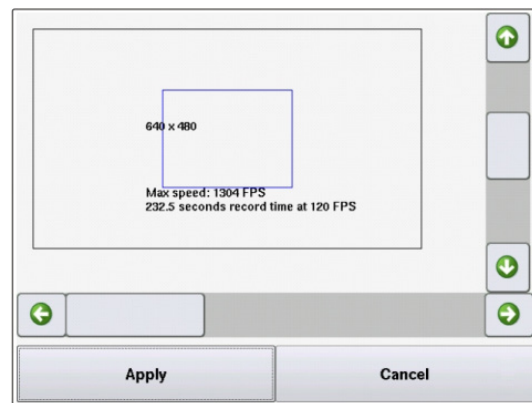 640 x 480
Max speed: 1304 FPS
232.5 seconds record time at 120 FPS
Apply
Cancel